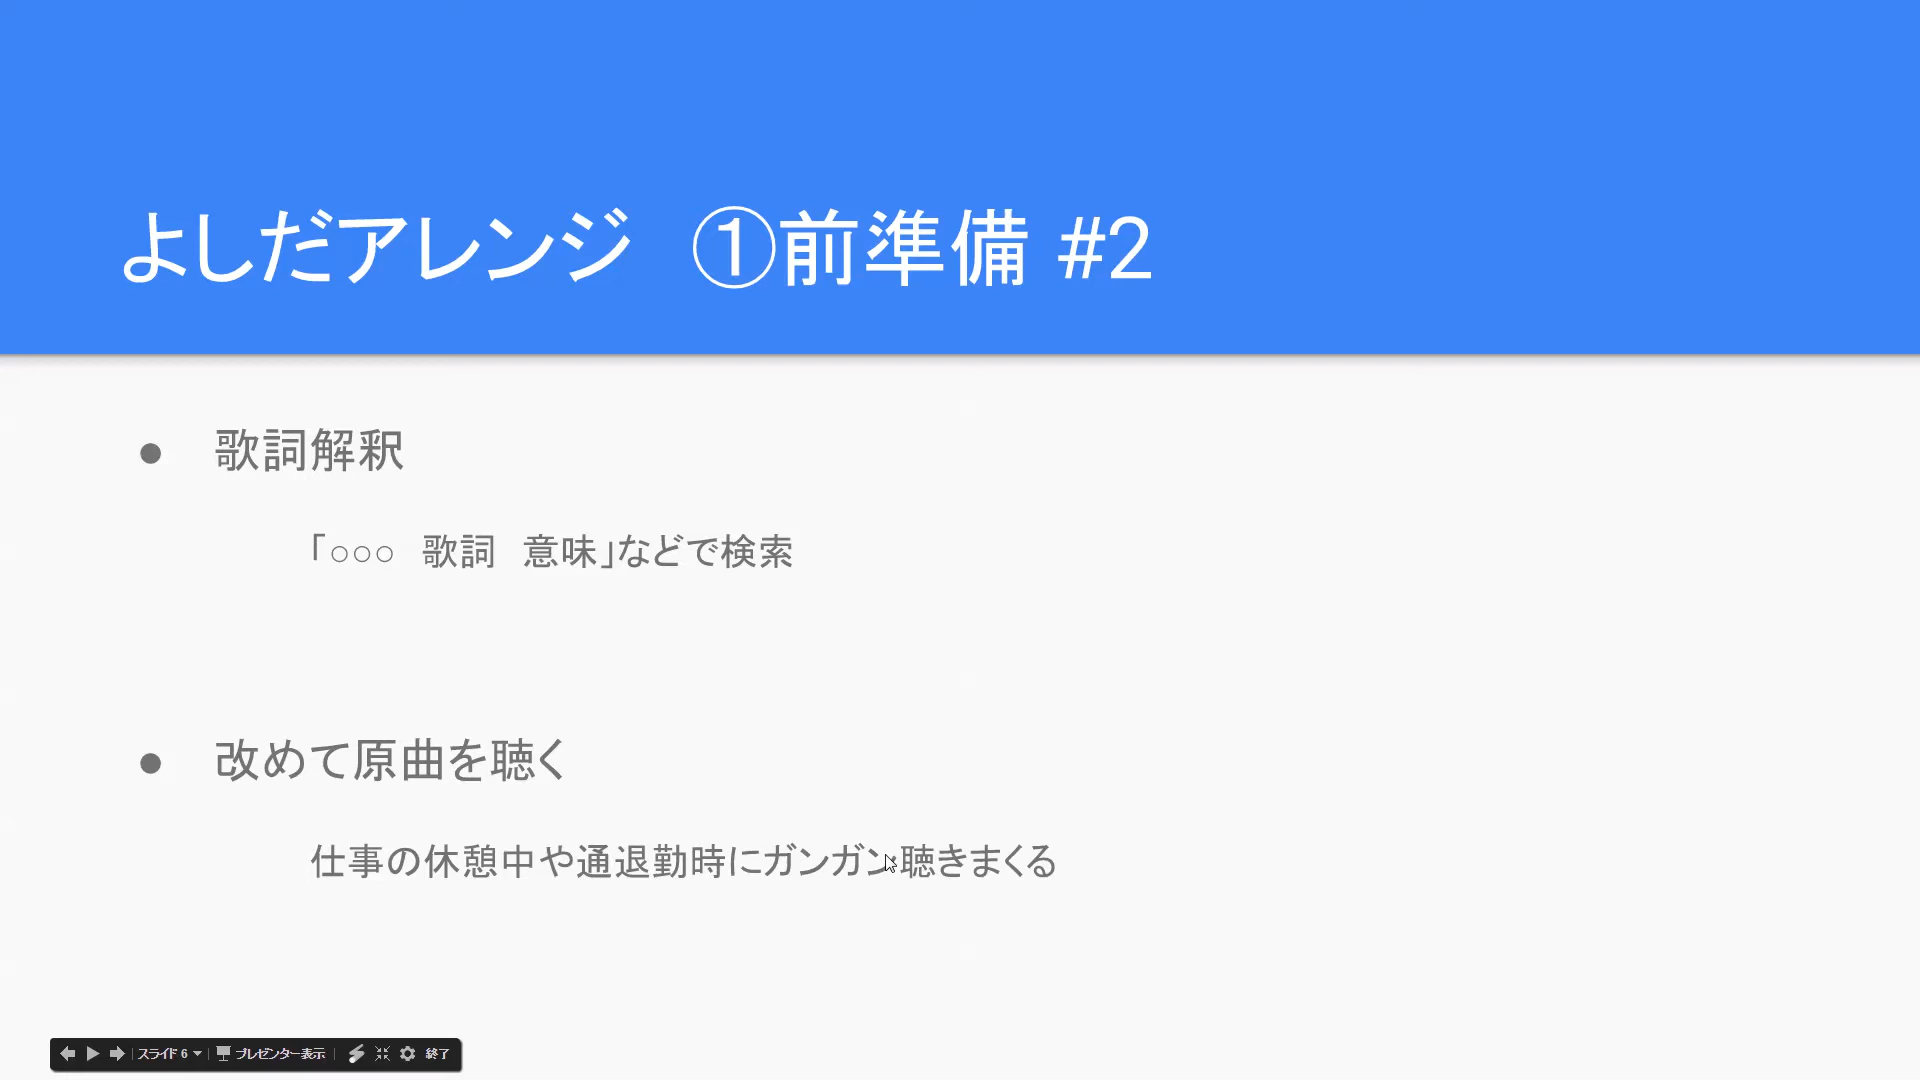 よしだアレンジ　①前準備 #2
● 歌詞解釈
「○○○　歌詞　意味」などで検索
● 改めて原曲を聴く
仕事の休憩中や通退勤時にガンガン聴きまくる
スライド 6 プレゼンター表示 終了